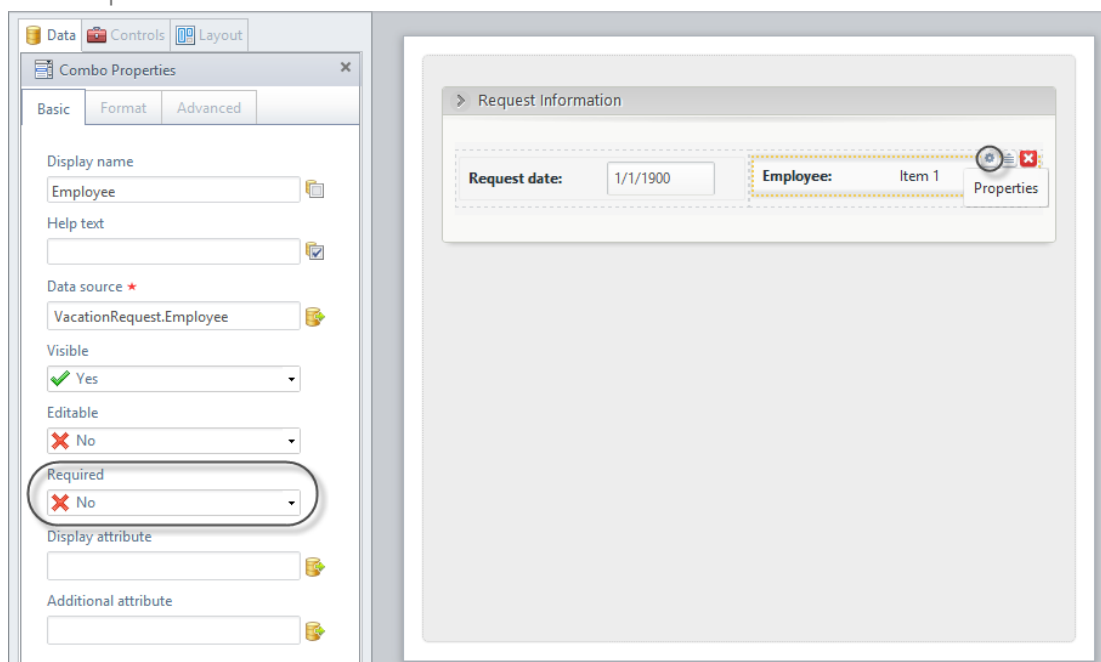 Data Controls Layout
Combo Properties
Basic Format Advanced
Display name
Employee
Help text
Data source ★
VacationRequest.Employee
Visible
Yes
Editable
No
Required
No
Display attribute
Additional attribute
Request Information
Request date: 1/1/1900 Employee: Item 1
Properties